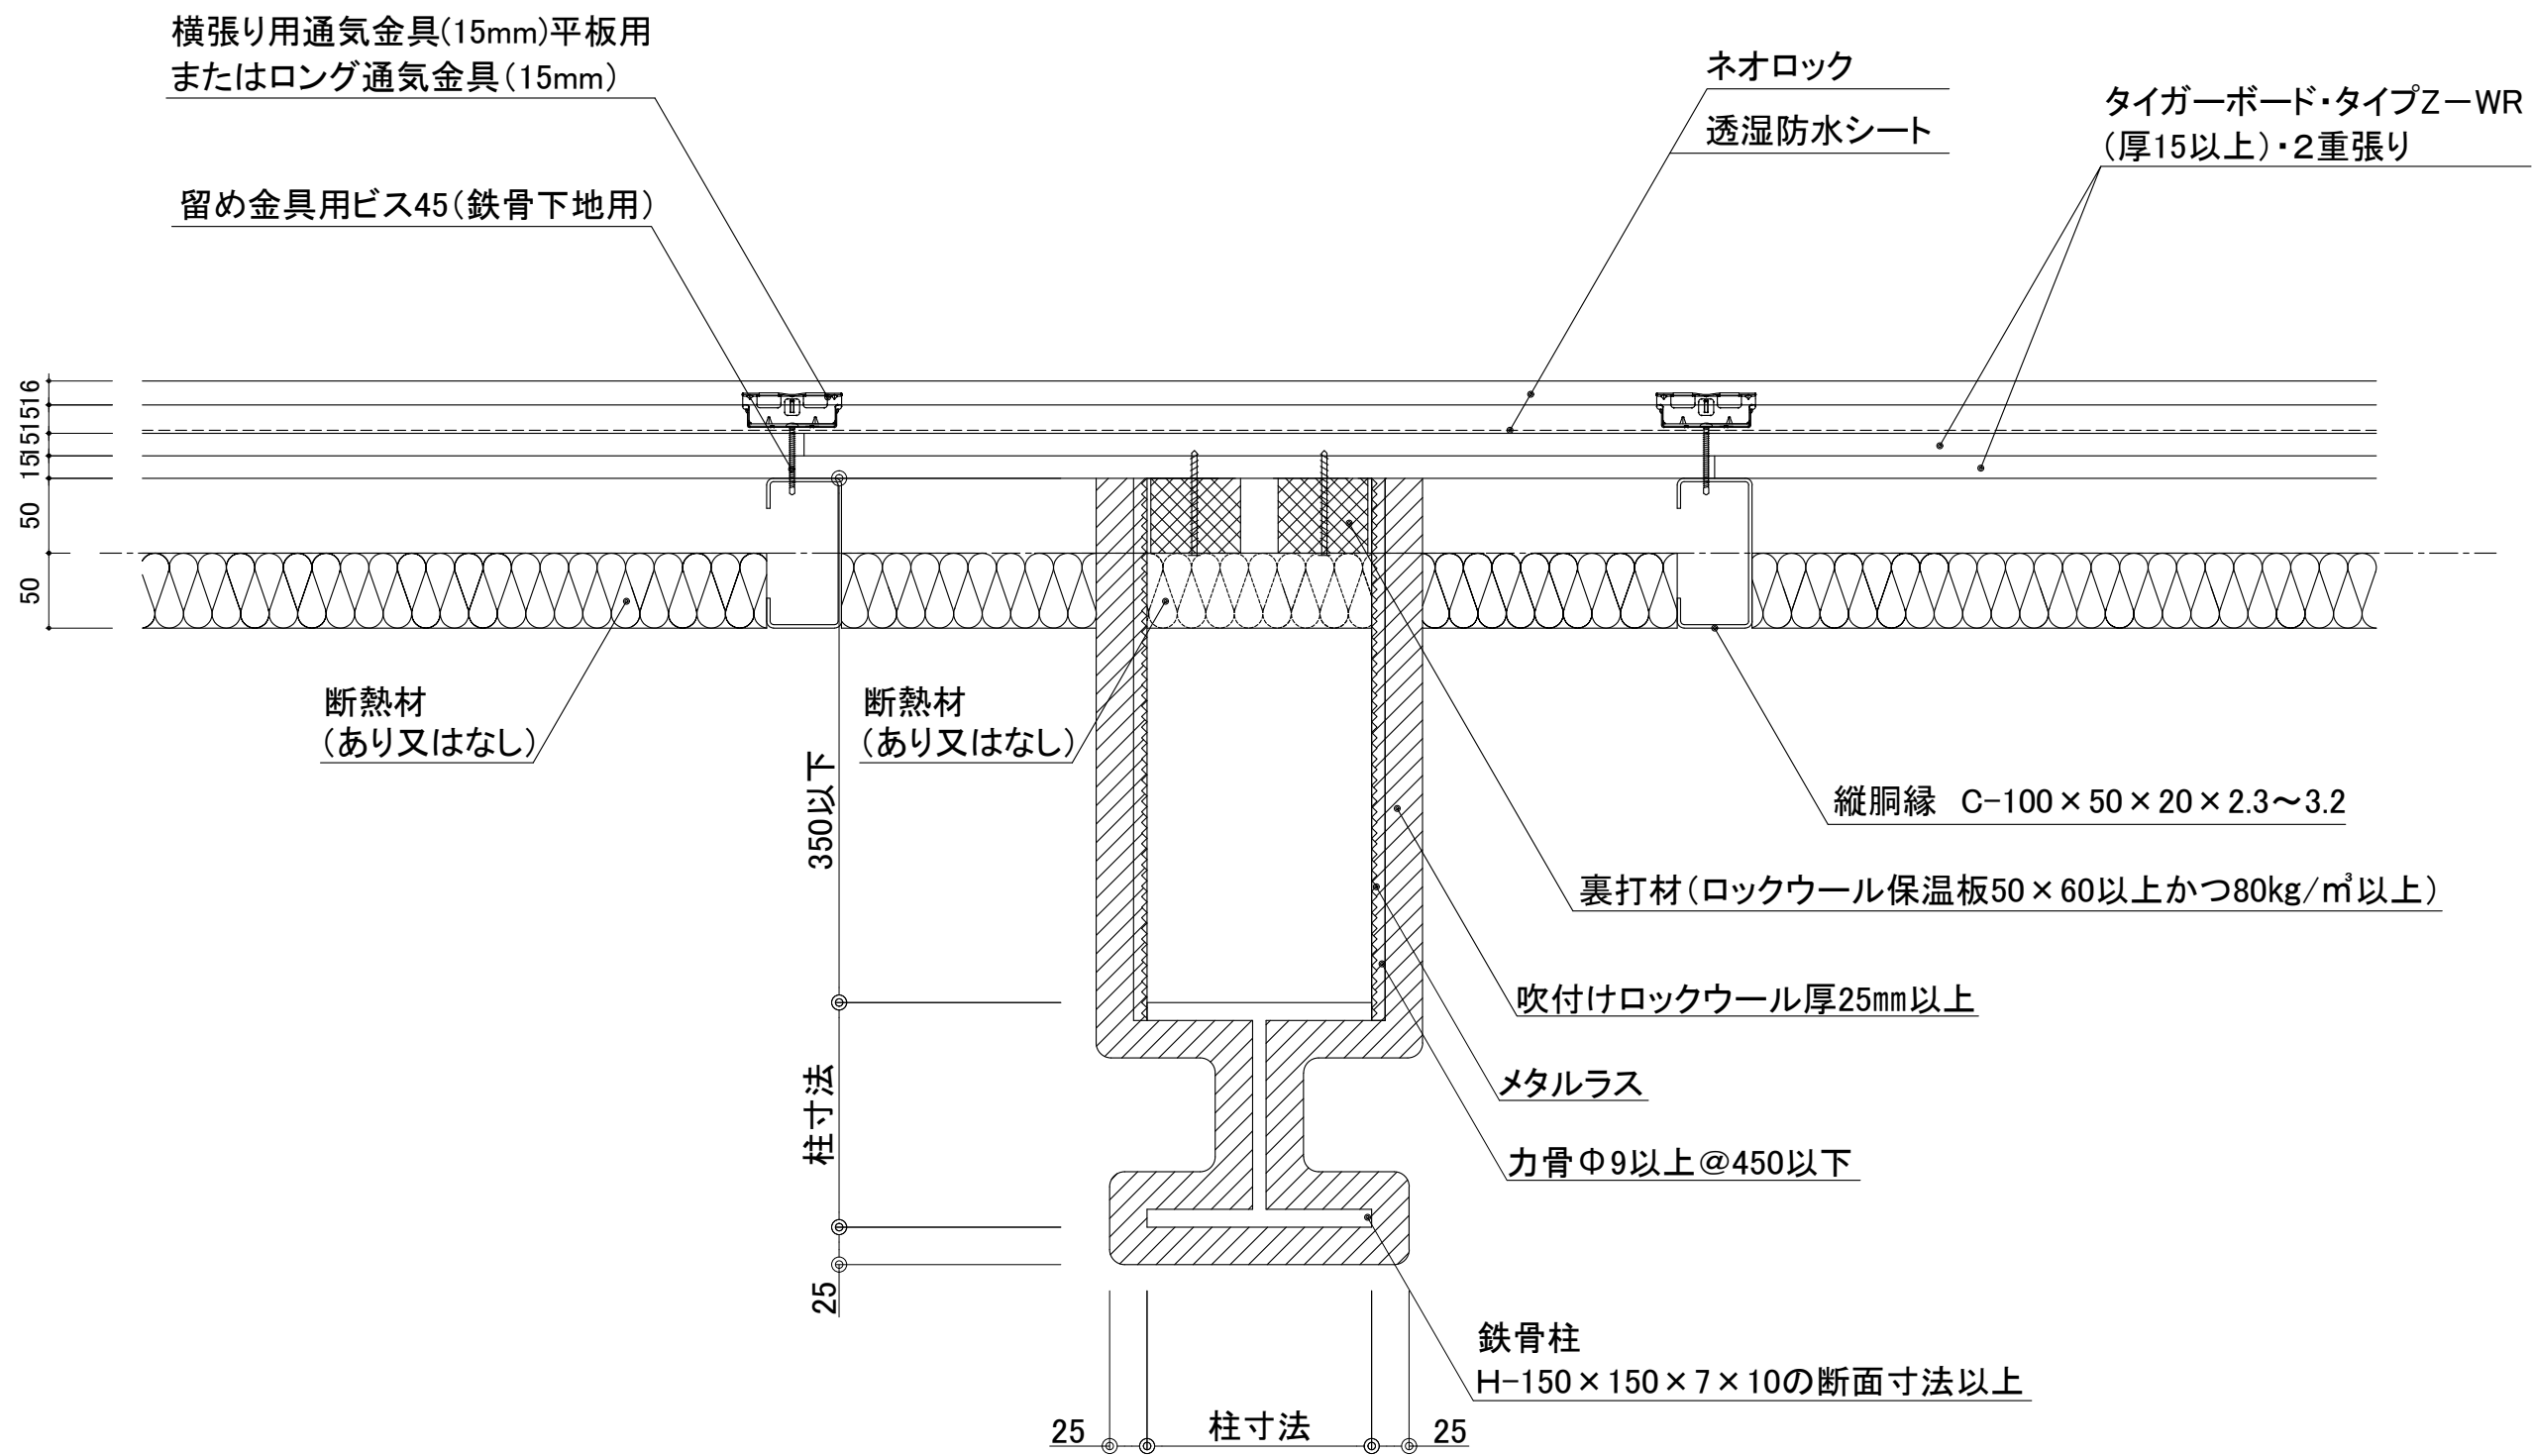 横張り用通気金具(15mm)平板用
またはロング通気金具(15mm)
留め金具用ビス45(鉄骨下地用)
ネオロック
透湿防水シート
タイガーボード・タイプZ-WR
(厚15以上)・2重張り
16
15
15
15
50
50
断熱材
(あり又はなし)
断熱材
(あり又はなし)
350以下
柱寸法
25
縦胴縁 C-100×50×20×2.3～3.2
裏打材(ロックウール保温板50×60以上かつ80kg/㎥以上)
吹付けロックウール厚25㎜以上
メタルラス
力骨Φ9以上@450以下
鉄骨柱
H-150×150×7×10の断面寸法以上
25
柱寸法
25